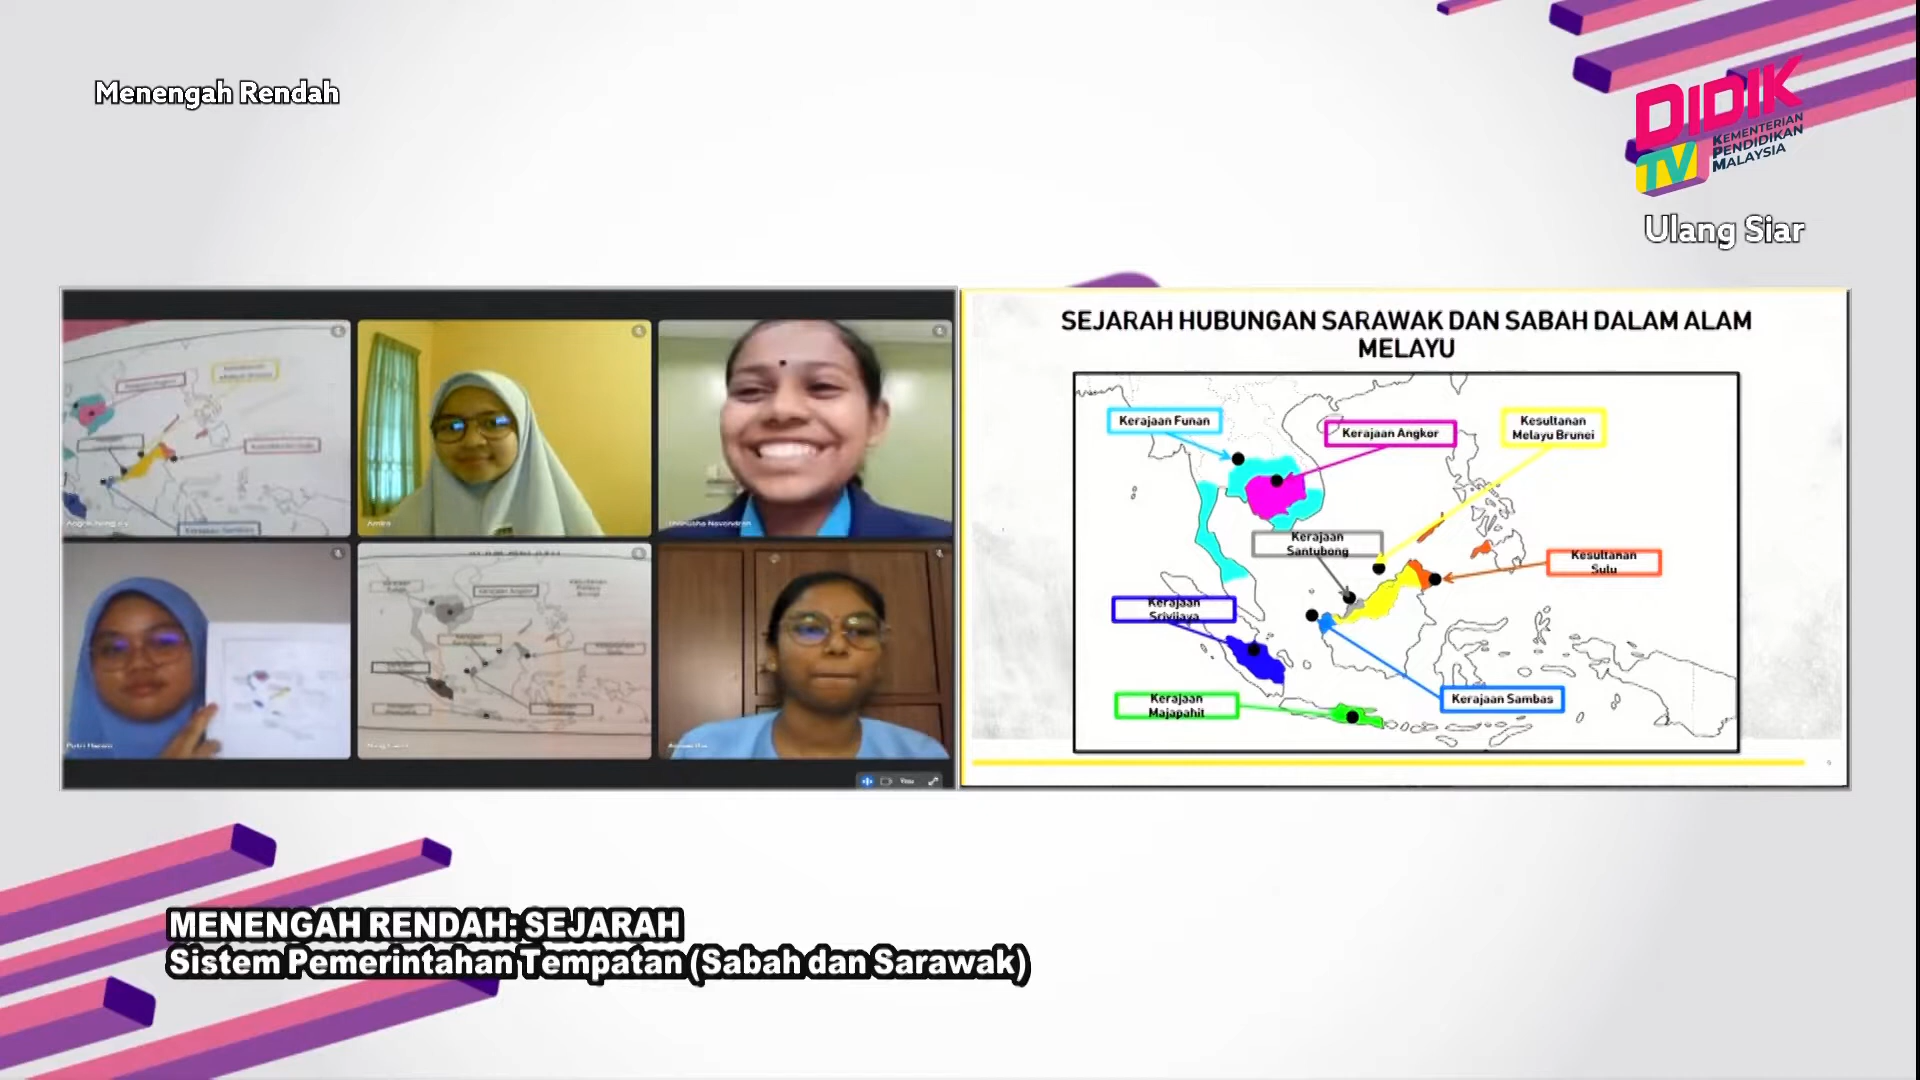 Menengah Rendah
DIDIK
TV
KEMENTERIAN
PENDIDIKAN
MALAYSIA
Ulang Siar
Amira
SEJARAH HUBUNGAN SARAWAK DAN SABAH DALAM ALAM
MELAYU
Kerajaan Funan
Kerajaan Angkor
Kesultanan
Melayu Brunei
Kerajaan
Santubong
Kesultanan
Sulu
Kerajaan
Srivijaya
Kerajaan
Majapahit
Kerajaan Sambas
You
MENENGAH RENDAH: SEJARAH
Sistem Pemerintahan Tempatan (Sabah dan Sarawak)